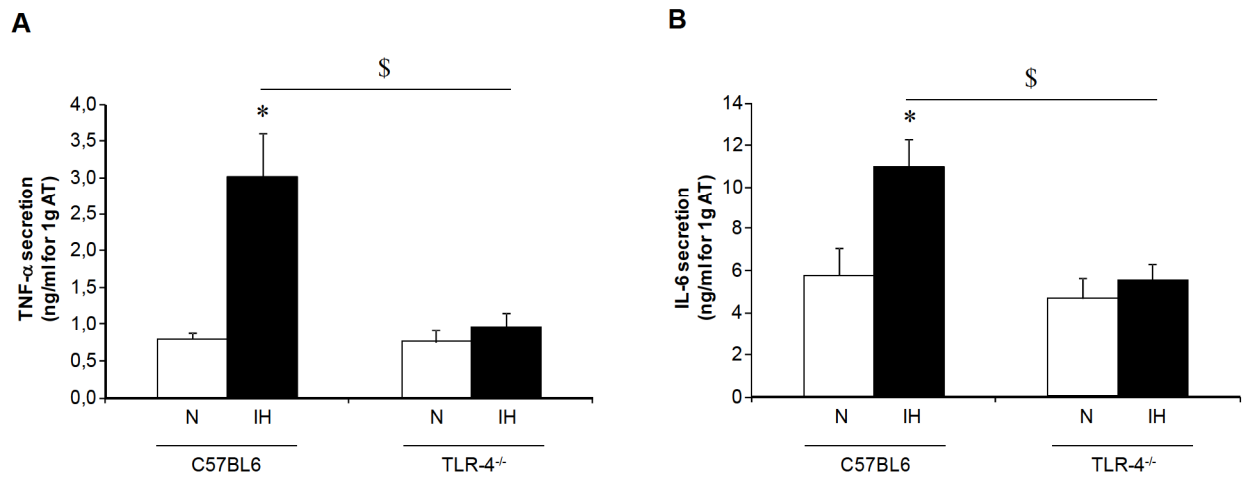 A
$
*
4,0
3,5
3,0
2,5
2,0
1,5
1,0
0,5
0,0
TNF-α secretion
(ng/ml for 1g AT)
N IH N IH
C57BL6 TLR-4-/-
B
$
*
14
12
10
8
6
4
2
0
IL-6 secretion
(ng/ml for 1g AT)
N IH N IH
C57BL6 TLR-4-/-